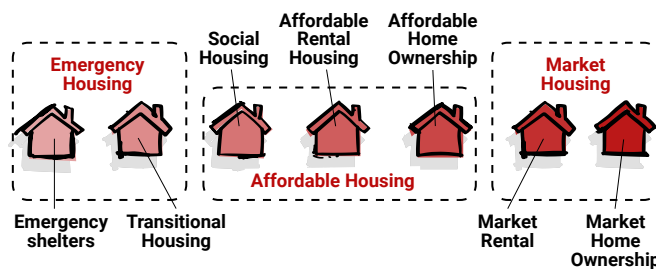 Emergency
Housing
Social
Housing
Affordable
Rental
Housing
Affordable
Home
Ownership
Market
Housing
Affordable Housing
Emergency
shelters
Transitional
Housing
Market
Rental
Market
Home
Ownership